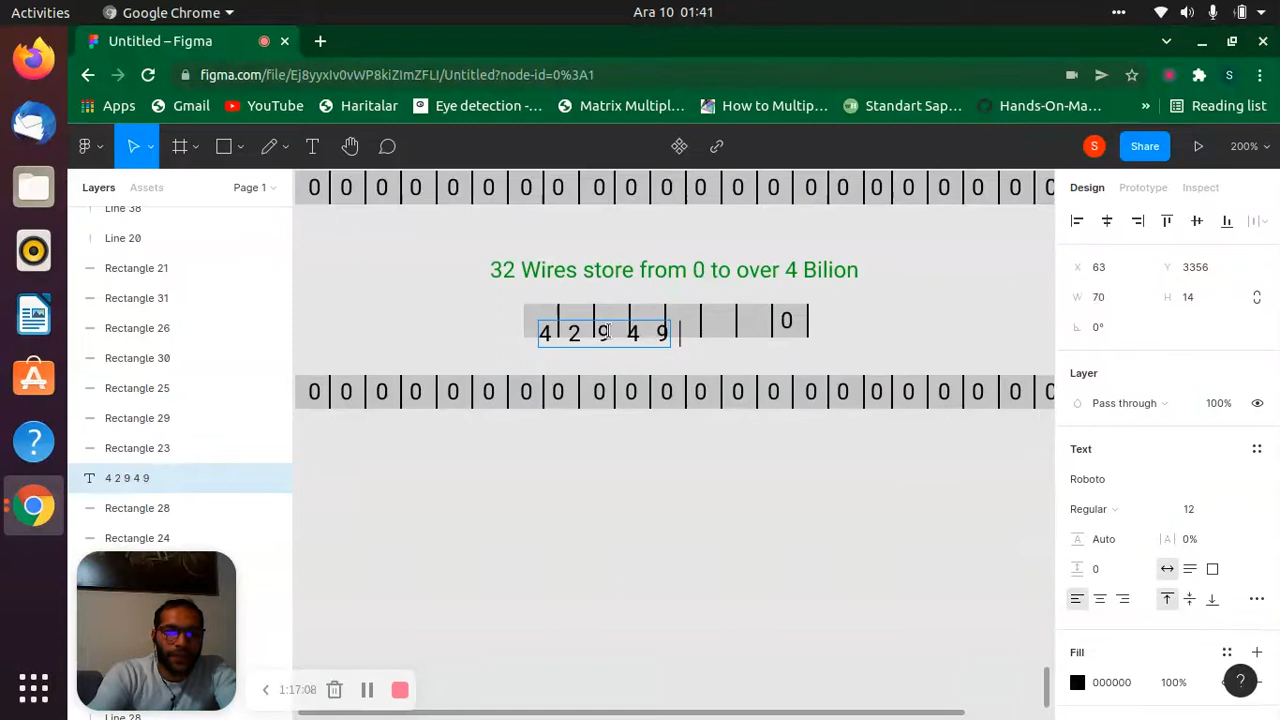 Activities Google Chrome Ara 10 01:41
Untitled – Figma
figma.com/file/Ej8yyxIv0vWP8kiZImZFLI/Untitled?node-id=0%3A1
Apps Gmail YouTube Haritalar Eye detection -... Matrix Multipl... How to Multip... Standart Sap... Hands-On-Ma... » Reading list
S Share 200%
Layers Assets Page 1
Design Prototype Inspect
Line 38
Line 20
Rectangle 21
Rectangle 31
Rectangle 26
Rectangle 30
Rectangle 25
Rectangle 29
Rectangle 23
4 2 9 4 9
Rectangle 28
Rectangle 24
Line 28
0 0 0 0 0 0 0 0 0 0 0 0 0 0 0 0 0 0 0 0 0
32 Wires store from 0 to over 4 Bilion
0
4 2 9 4 9
0 0 0 0 0 0 0 0 0 0 0 0 0 0 0 0 0 0 0 0 0
X 63 Y 3356
W 70 H 14
0°
Layer
Pass through 100%
Text
Roboto
Regular 12
A Auto |A| 0%
0
Fill
000000 100%
?
1:17:08